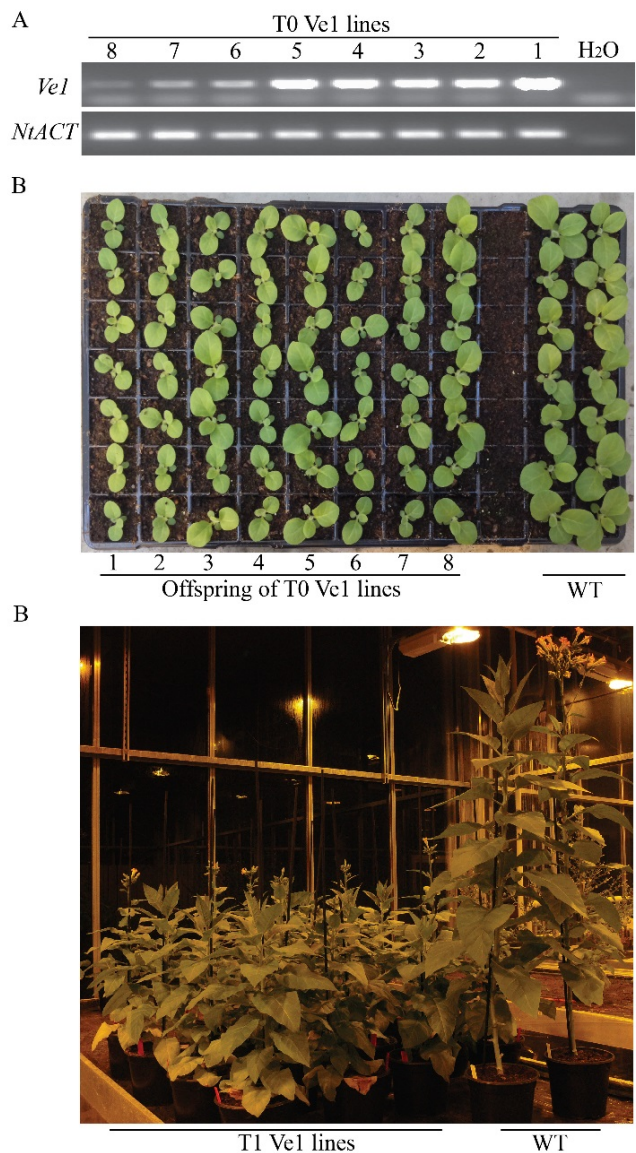 A
T0 Ve1 lines
8 7 6 5 4 3 2 1 H2O
Ve1
NtACT
B
1 2 3 4 5 6 7 8
Offspring of T0 Ve1 lines
WT
B
T1 Ve1 lines
WT